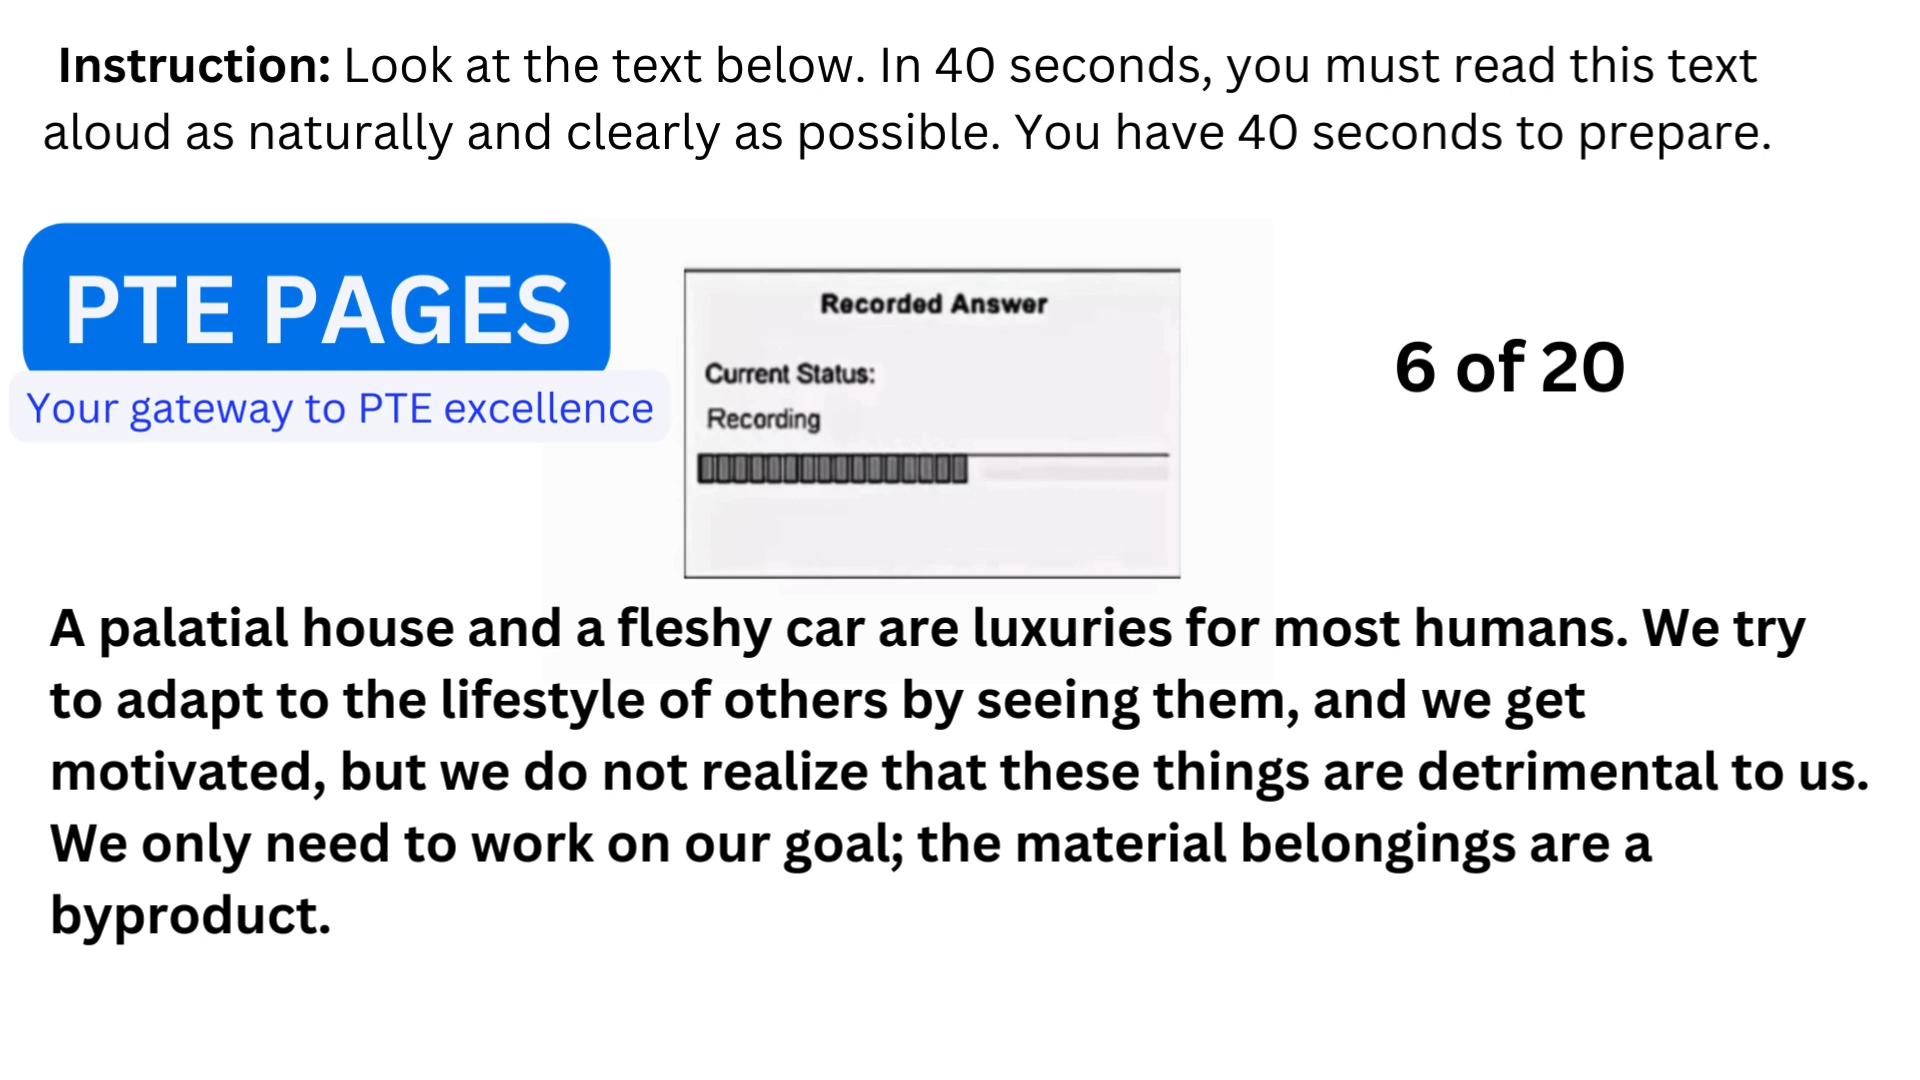 Instruction: Look at the text below. In 40 seconds, you must read this text
aloud as naturally and clearly as possible. You have 40 seconds to prepare.
PTE PAGES
Your gateway to PTE excellence
Recorded Answer
Current Status:
Recording
6 of 20
A palatial house and a fleshy car are luxuries for most humans. We try
to adapt to the lifestyle of others by seeing them, and we get
motivated, but we do not realize that these things are detrimental to us.
We only need to work on our goal; the material belongings are a
byproduct.